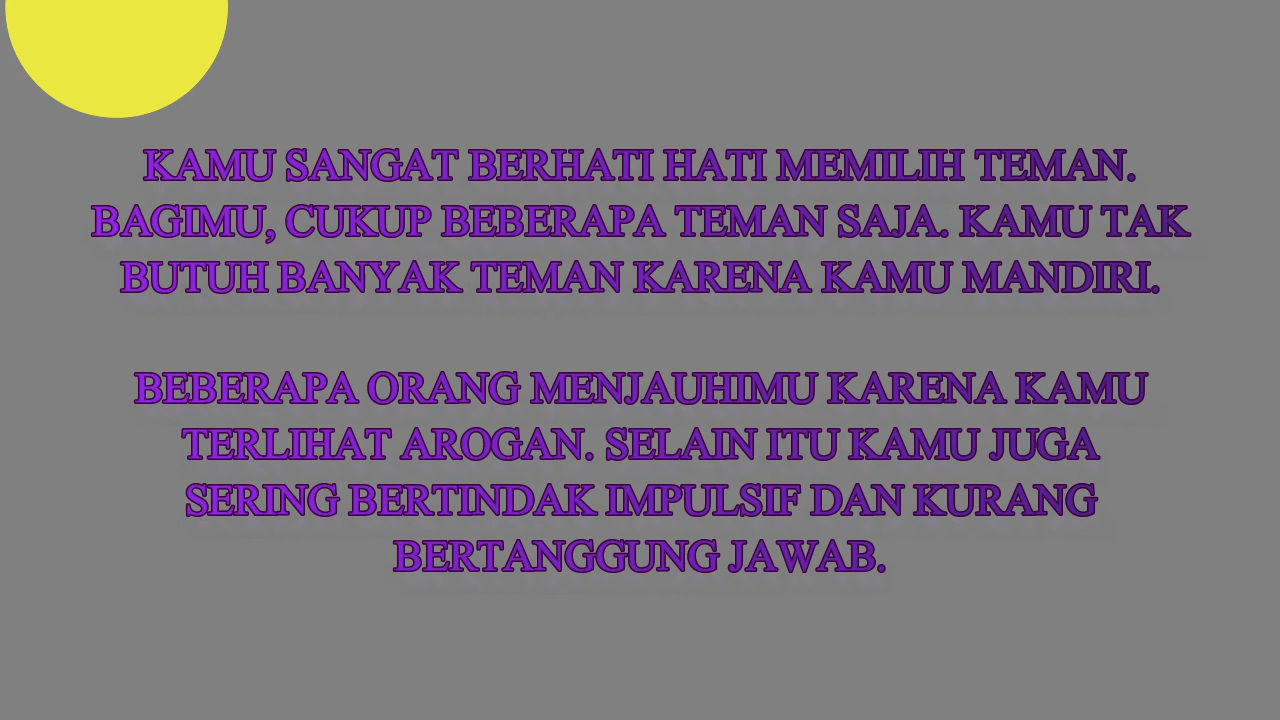 KAMU SANGAT BERHATI HATI MEMILIH TEMAN.
BAGIMU, CUKUP BEBERAPA TEMAN SAJA. KAMU TAK
BUTUH BANYAK TEMAN KARENA KAMU MANDIRI.
BEBERAPA ORANG MENJAUHIMU KARENA KAMU
TERLIHAT AROGAN. SELAIN ITU KAMU JUGA
SERING BERTINDAK IMPULSIF DAN KURANG
BERTANGGUNG JAWAB.